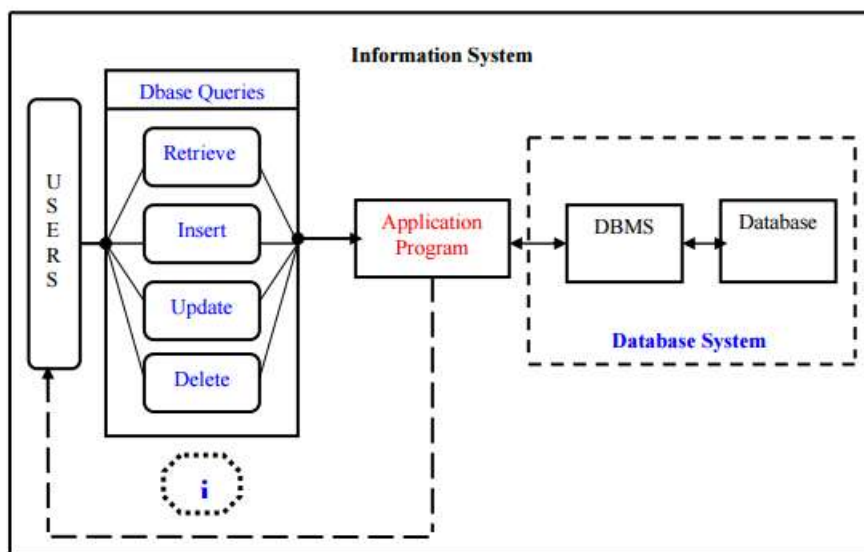 Information System
Dbase Queries
U
S
E
R
S
Retrieve
Insert
Update
Delete
Application
Program
DBMS
Database
Database System
i